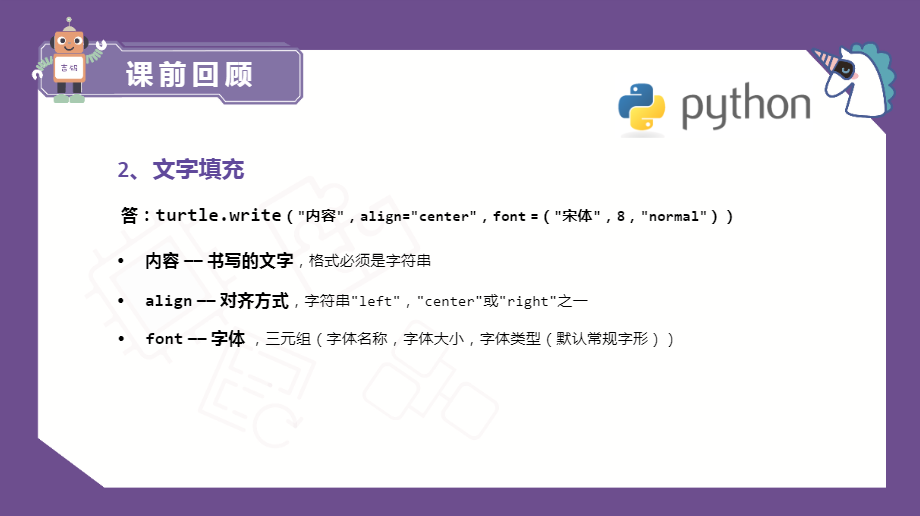 课前回顾
python
2、文字填充
答：turtle.write（"内容"，align="center"，font =（"宋体"，8，"normal"））
• 内容 —— 书写的文字，格式必须是字符串
• align —— 对齐方式，字符串"left"，"center"或"right"之一
• font —— 字体 ，三元组（字体名称，字体大小，字体类型（默认常规字形））